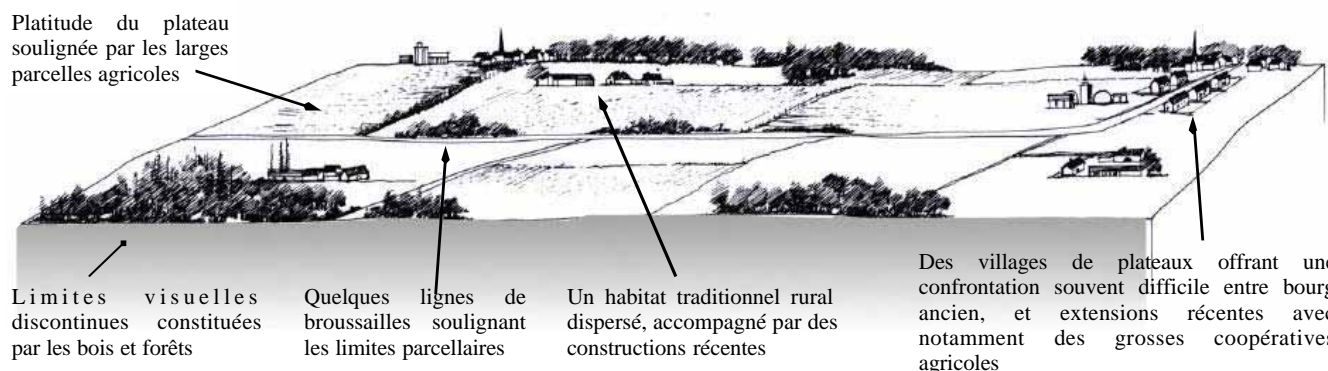 Platitude du plateau
soulignée par les larges
parcelles agricoles
Limites visuelles
discontinues constituées
par les bois et forêts
Quelques lignes de
broussailles soulignant
les limites parcellaires
Un habitat traditionnel rural
dispersé, accompagné par des
constructions récentes
Des villages de plateaux offrant une
confrontation souvent difficile entre bourg
ancien, et extensions récentes avec
notamment des grosses coopératives
agricoles